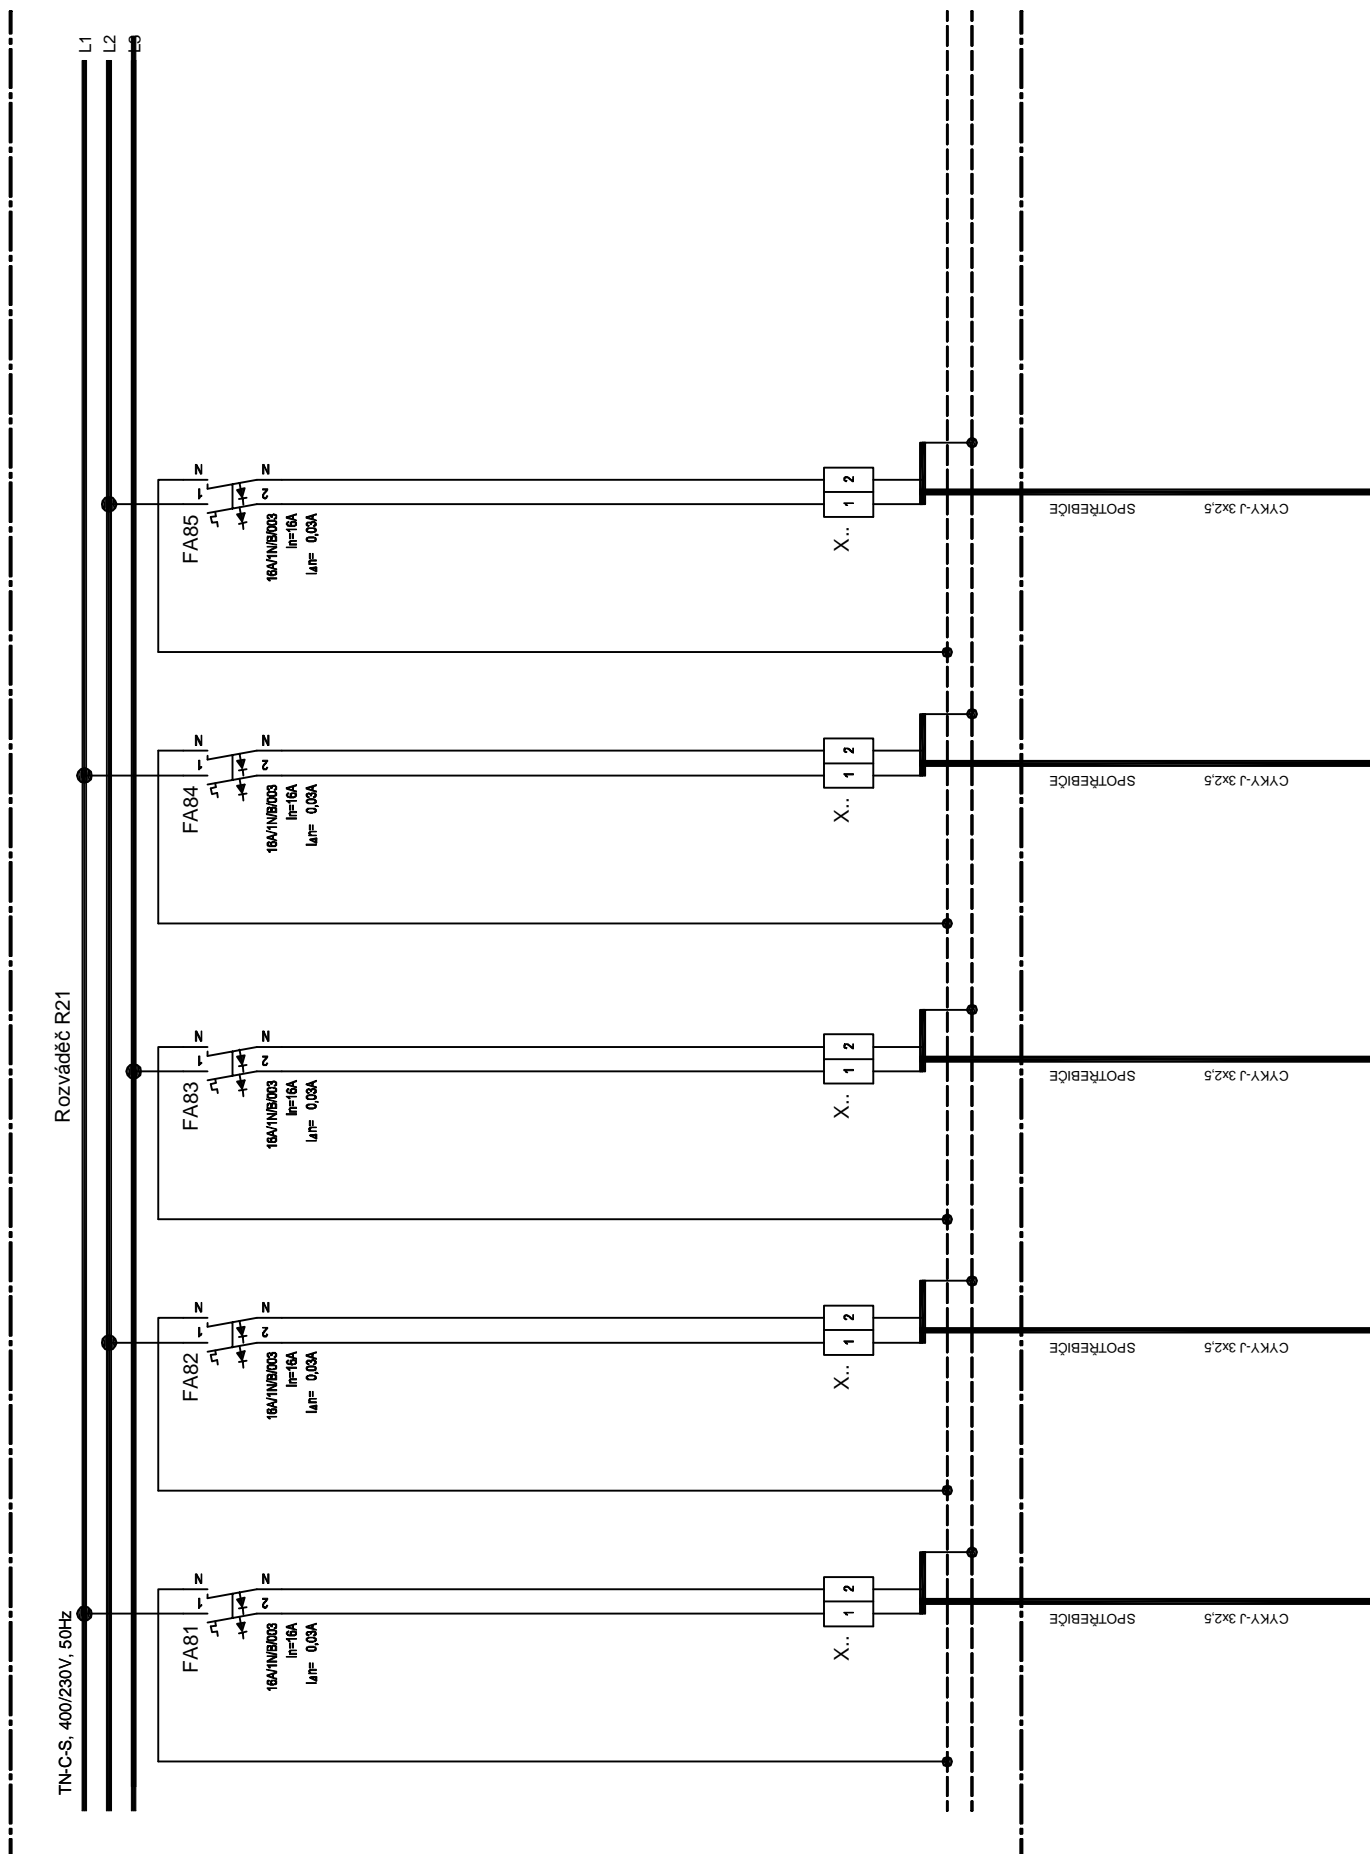 TN-C-S, 400/230V, 50Hz
Rozváděč R21
L1
L2
L3
FA81
1 N
2 N
16A/1N/B/003
In=16A
IΔn= 0,03A
X.. 1 2
SPOTŘEBIČE
CYKY-J 3x2,5
FA82
1 N
2 N
16A/1N/B/003
In=16A
IΔn= 0,03A
X.. 1 2
SPOTŘEBIČE
CYKY-J 3x2,5
FA83
1 N
2 N
16A/1N/B/003
In=16A
IΔn= 0,03A
X.. 1 2
SPOTŘEBIČE
CYKY-J 3x2,5
FA84
1 N
2 N
16A/1N/B/003
In=16A
IΔn= 0,03A
X.. 1 2
SPOTŘEBIČE
CYKY-J 3x2,5
FA85
1 N
2 N
16A/1N/B/003
In=16A
IΔn= 0,03A
X.. 1 2
SPOTŘEBIČE
CYKY-J 3x2,5